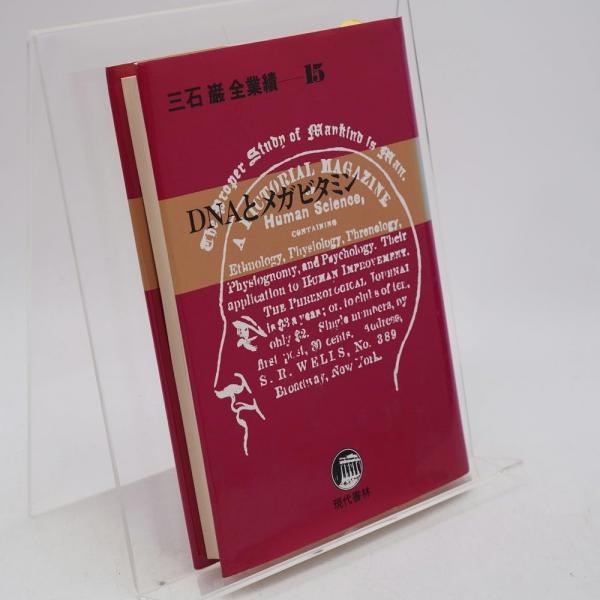 三石 巌 全業績—15
The Proper Study of Mankind is Man.
A PICTORIAL MAGAZINE
DNAとメガビタミン
Human Science,
CONTAINING
Ethnology, Physiology, Phrenology,
Physiognomy, and Psychology. Their
application to HUMAN IMPROVEMENT.
THE PHRENOLOGICAL JOURNAL
is $3 a year; or, to clubs of ten,
only $2. Single numbers, by
first post, 30 cents. Address,
S. R. WELLS, No. 389
Broadway, New York
現代書林